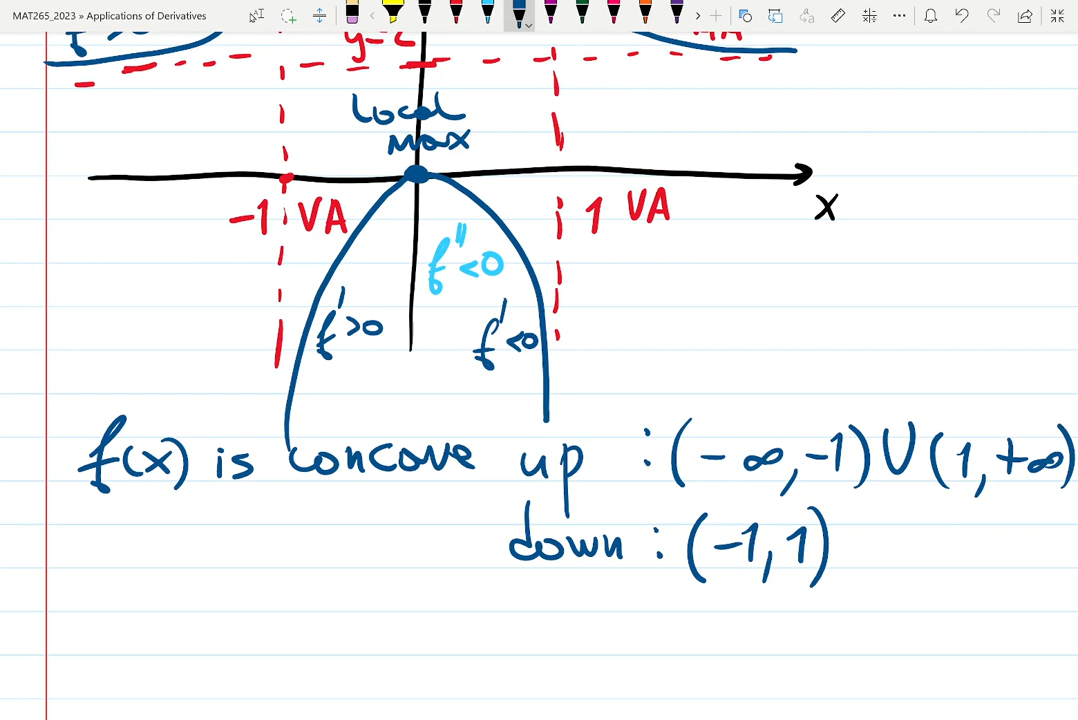 MAT265_2023 » Applications of Derivatives
Local
max
-1 VA
1 VA
x
f''<0
f'>0
f'<0
f(x) is concave up : (-∞,-1)∪(1,+∞)
down : (-1,1)